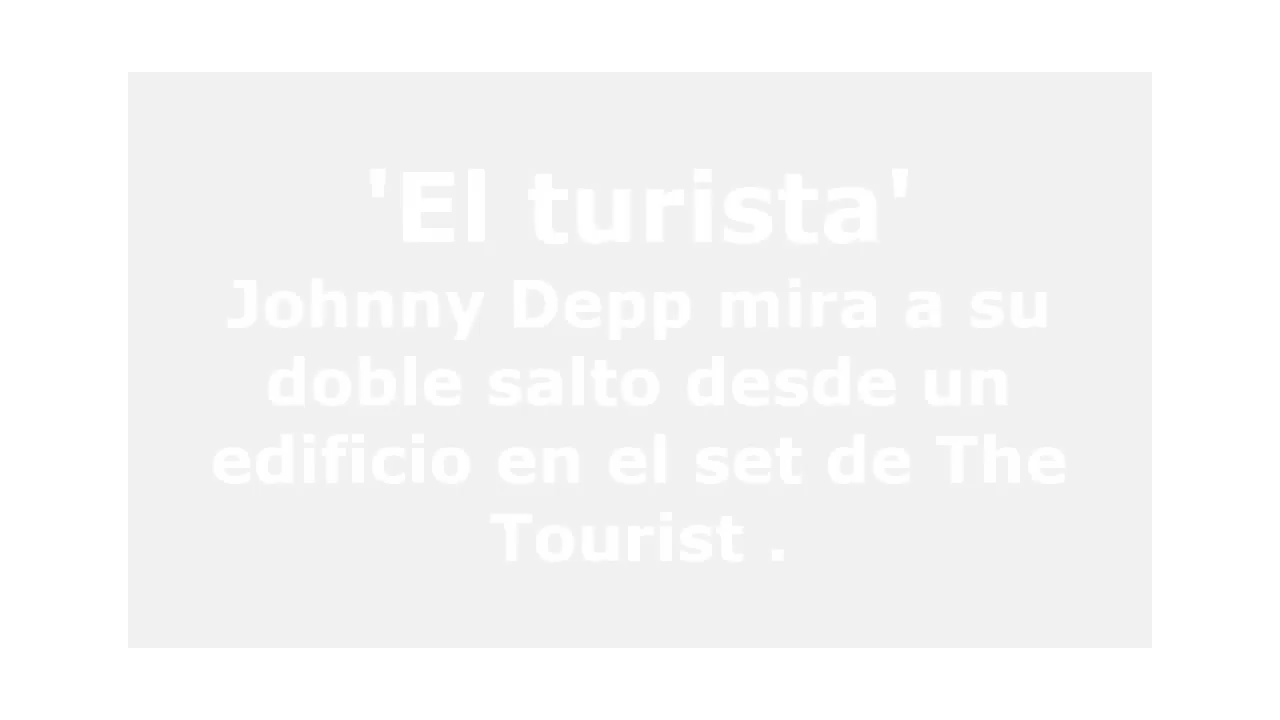 'El turista'
Johnny Depp mira a su
doble salto desde un
edificio en el set de The
Tourist .